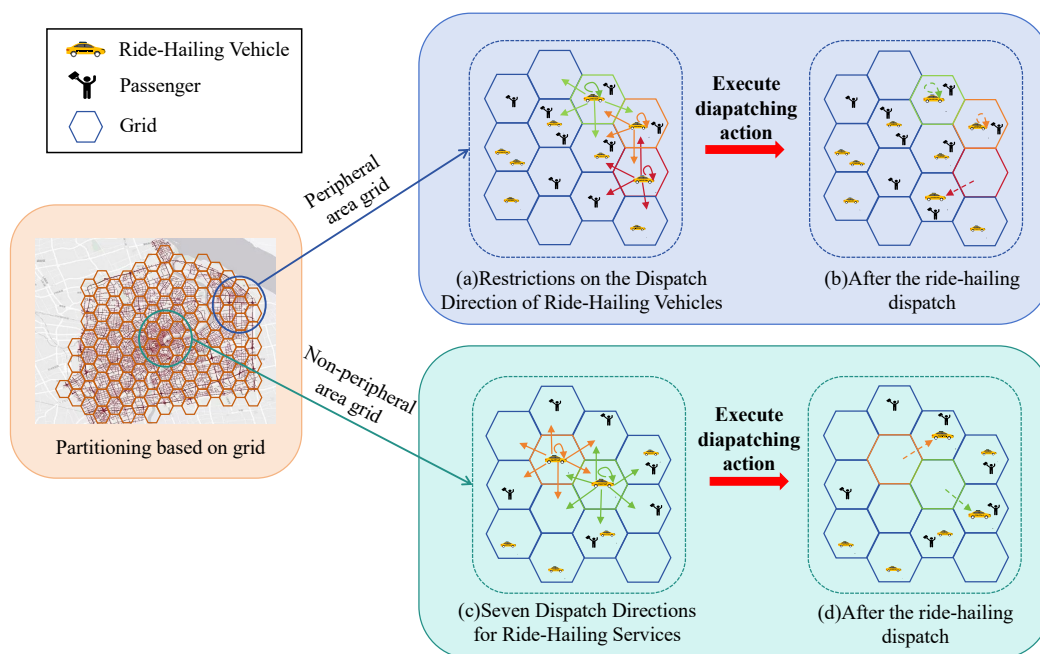 Ride-Hailing Vehicle
Passenger
Grid
Peripheral
area grid
Non-peripheral
area grid
Partitioning based on grid
Execute
diapatching
action
(a)Restrictions on the Dispatch
Direction of Ride-Hailing Vehicles
(b)After the ride-hailing
dispatch
Execute
diapatching
action
(c)Seven Dispatch Directions
for Ride-Hailing Services
(d)After the ride-hailing
dispatch